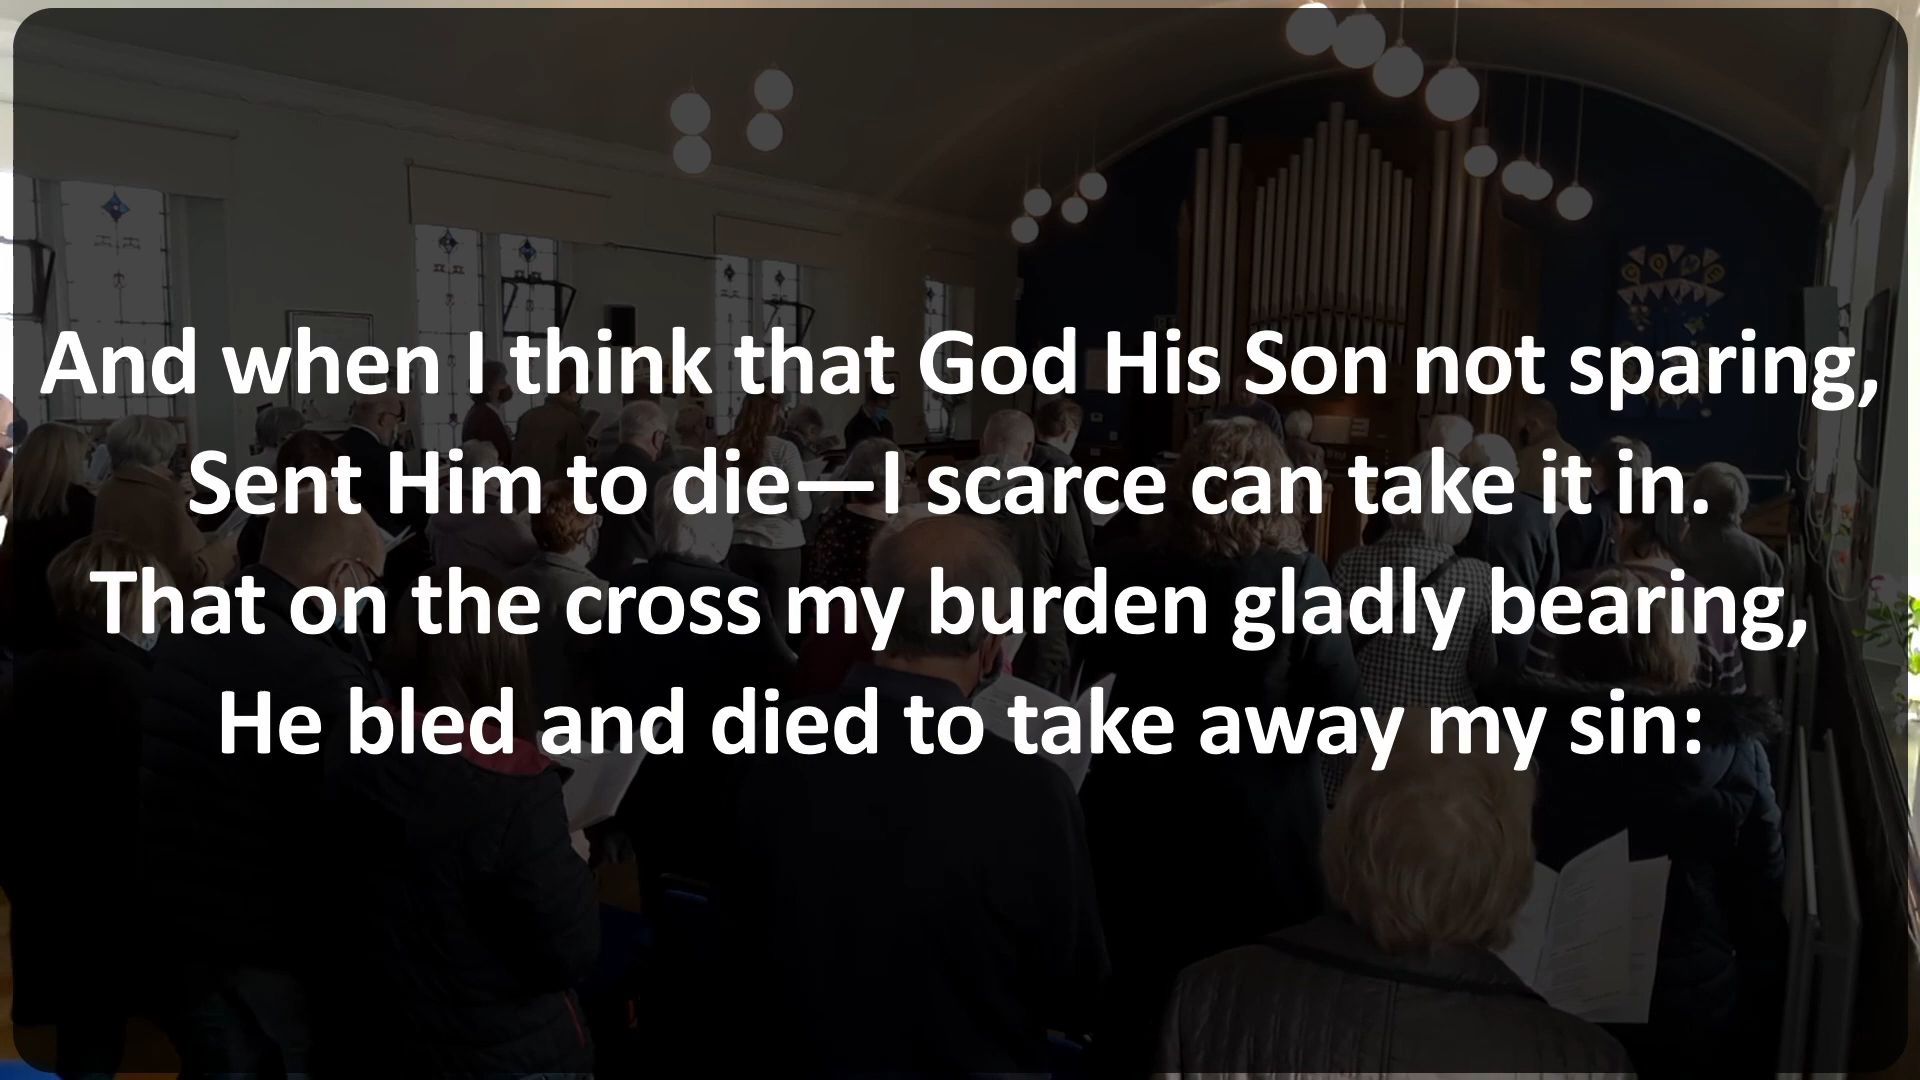 And when I think that God His Son not sparing,
Sent Him to die—I scarce can take it in.
That on the cross my burden gladly bearing,
He bled and died to take away my sin: